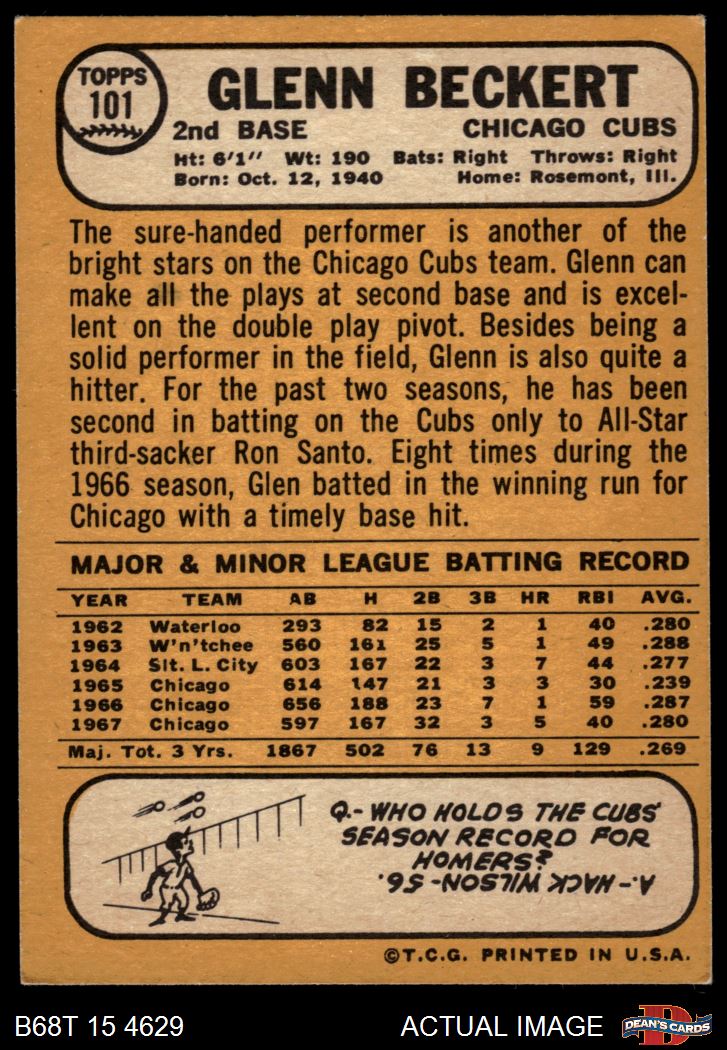 TOPPS
101
GLENN BECKERT
2nd BASE CHICAGO CUBS
Ht: 6'1" Wt: 190 Bats: Right Throws: Right
Born: Oct. 12, 1940 Home: Rosemont, Ill.
The sure-handed performer is another of the
bright stars on the Chicago Cubs team. Glenn can
make all the plays at second base and is excel-
lent on the double play pivot. Besides being a
solid performer in the field, Glenn is also quite a
hitter. For the past two seasons, he has been
second in batting on the Cubs only to All-Star
third-sacker Ron Santo. Eight times during the
1966 season, Glen batted in the winning run for
Chicago with a timely base hit.
MAJOR & MINOR LEAGUE BATTING RECORD
YEAR TEAM AB H 2B 3B HR RBI AVG.
1962 Waterloo 293 82 15 2 1 40 .280
1963 W'n'tchee 560 161 25 5 1 49 .288
1964 Slt. L. City 603 167 22 3 7 44 .277
1965 Chicago 614 147 21 3 3 30 .239
1966 Chicago 656 188 23 7 1 59 .287
1967 Chicago 597 167 32 3 5 40 .280
Maj. Tot. 3 Yrs. 1867 502 76 13 9 129 .269
Q.- WHO HOLDS THE CUBS'
SEASON RECORD FOR
HOMERS?
A.- HACK WILSON- 56.
©T.C.G. PRINTED IN U.S.A.
B68T 15 4629 ACTUAL IMAGE
D
DEAN'S CARDS